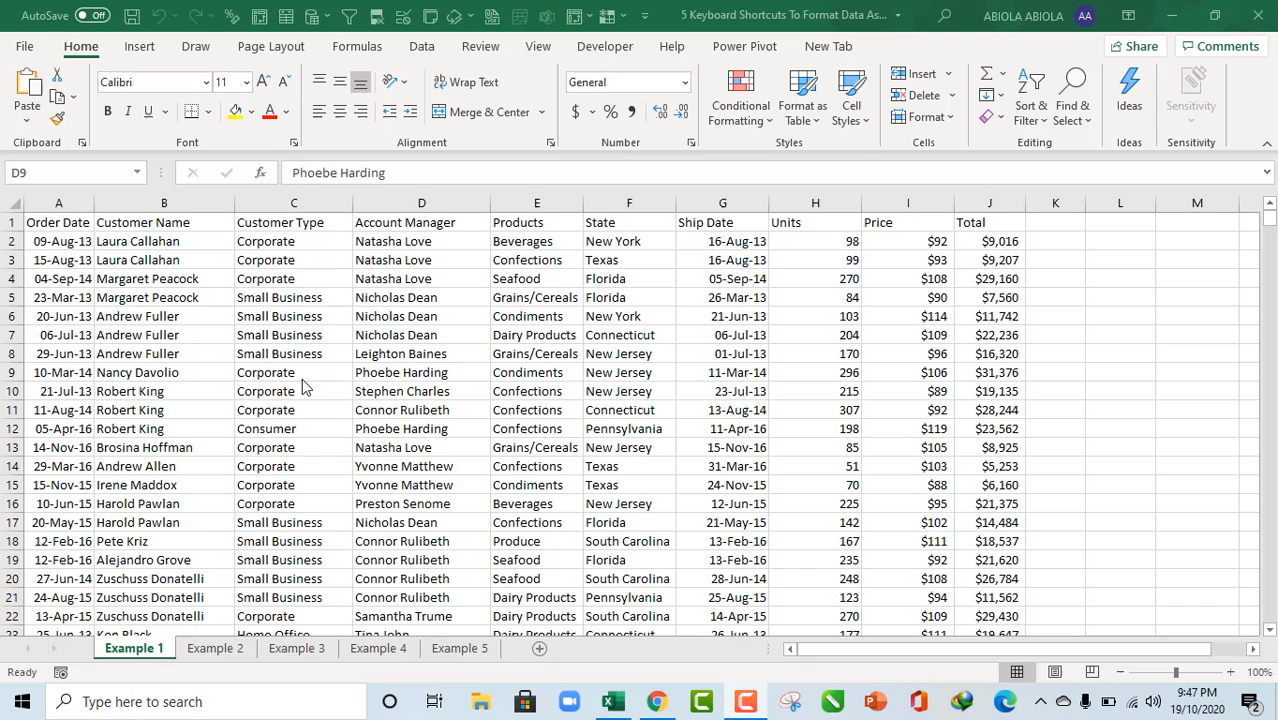 AutoSave Off 5 Keyboard Shortcuts To Format Data As... ABIOLA ABIOLA AA
File Home Insert Draw Page Layout Formulas Data Review View Developer Help Power Pivot New Tab Share Comments
Paste Calibri 11 Wrap Text General Conditional Formatting Format as Table Cell Styles Insert Sort & Filter Find & Select Ideas Sensitivity
B I U Merge & Center $ % , Delete
Format
Clipboard Font Alignment Number Styles Cells Editing Ideas Sensitivity
D9 fx Phoebe Harding
A B C D E F G H I J K L M
1 Order Date Customer Name Customer Type Account Manager Products State Ship Date Units Price Total
2 09-Aug-13 Laura Callahan Corporate Natasha Love Beverages New York 16-Aug-13 98 $92 $9,016
3 15-Aug-13 Laura Callahan Corporate Natasha Love Confections Texas 16-Aug-13 99 $93 $9,207
4 04-Sep-14 Margaret Peacock Corporate Natasha Love Seafood Florida 05-Sep-14 270 $108 $29,160
5 23-Mar-13 Margaret Peacock Small Business Nicholas Dean Grains/Cereals Florida 26-Mar-13 84 $90 $7,560
6 20-Jun-13 Andrew Fuller Small Business Nicholas Dean Condiments New York 21-Jun-13 103 $114 $11,742
7 06-Jul-13 Andrew Fuller Small Business Nicholas Dean Dairy Products Connecticut 06-Jul-13 204 $109 $22,236
8 29-Jun-13 Andrew Fuller Small Business Leighton Baines Grains/Cereals New Jersey 01-Jul-13 170 $96 $16,320
9 10-Mar-14 Nancy Davolio Corporate Phoebe Harding Condiments New Jersey 11-Mar-14 296 $106 $31,376
10 21-Jul-13 Robert King Corporate Stephen Charles Confections New Jersey 23-Jul-13 215 $89 $19,135
11 11-Aug-14 Robert King Corporate Connor Rulibeth Confections Connecticut 13-Aug-14 307 $92 $28,244
12 05-Apr-16 Robert King Consumer Phoebe Harding Confections Pennsylvania 11-Apr-16 198 $119 $23,562
13 14-Nov-16 Brosina Hoffman Corporate Natasha Love Grains/Cereals New Jersey 15-Nov-16 85 $105 $8,925
14 29-Mar-16 Andrew Allen Corporate Yvonne Matthew Confections Texas 31-Mar-16 51 $103 $5,253
15 15-Nov-15 Irene Maddox Corporate Yvonne Matthew Condiments Texas 24-Nov-15 70 $88 $6,160
16 10-Jun-15 Harold Pawlan Corporate Preston Senome Beverages New Jersey 12-Jun-15 225 $95 $21,375
17 20-May-15 Harold Pawlan Small Business Nicholas Dean Confections Florida 21-May-15 142 $102 $14,484
18 12-Feb-16 Pete Kriz Small Business Connor Rulibeth Produce South Carolina 13-Feb-16 167 $111 $18,537
19 12-Feb-16 Alejandro Grove Small Business Connor Rulibeth Seafood Florida 13-Feb-16 235 $92 $21,620
20 27-Jun-14 Zuschuss Donatelli Small Business Connor Rulibeth Seafood South Carolina 28-Jun-14 248 $108 $26,784
21 24-Aug-15 Zuschuss Donatelli Small Business Connor Rulibeth Dairy Products Pennsylvania 25-Aug-15 123 $94 $11,562
22 13-Apr-15 Zuschuss Donatelli Corporate Samantha Trume Dairy Products South Carolina 14-Apr-15 270 $109 $29,430
23 25-Jun-13 Ken Black Home Office Tina John Dairy Products South Carolina 26-Jun-13 177 $111 $19,647
Example 1 Example 2 Example 3 Example 4 Example 5
Ready 100%
Type here to search 9:47 PM
19/10/2020 2